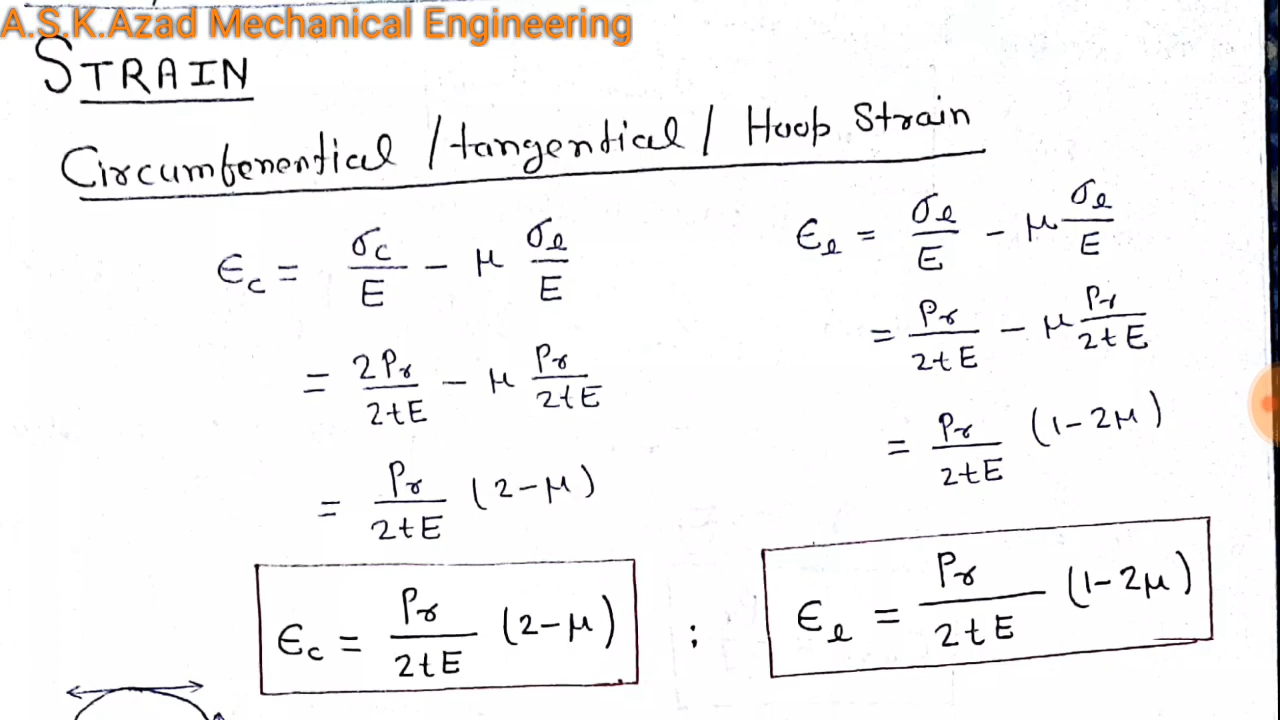 A.S.K.Azad Mechanical Engineering
STRAIN
Circumferential / tangential / Hoop Strain
ϵc = σc/E - μ σl/E
= 2Pr/2tE - μ Pr/2tE
= Pr/2tE (2-μ)
ϵc = Pr/2tE (2-μ) ;
ϵl = σl/E - μ σl/E
= Pr/2tE - μ Pr/2tE
= Pr/2tE (1-2μ)
ϵl = Pr/2tE (1-2μ)